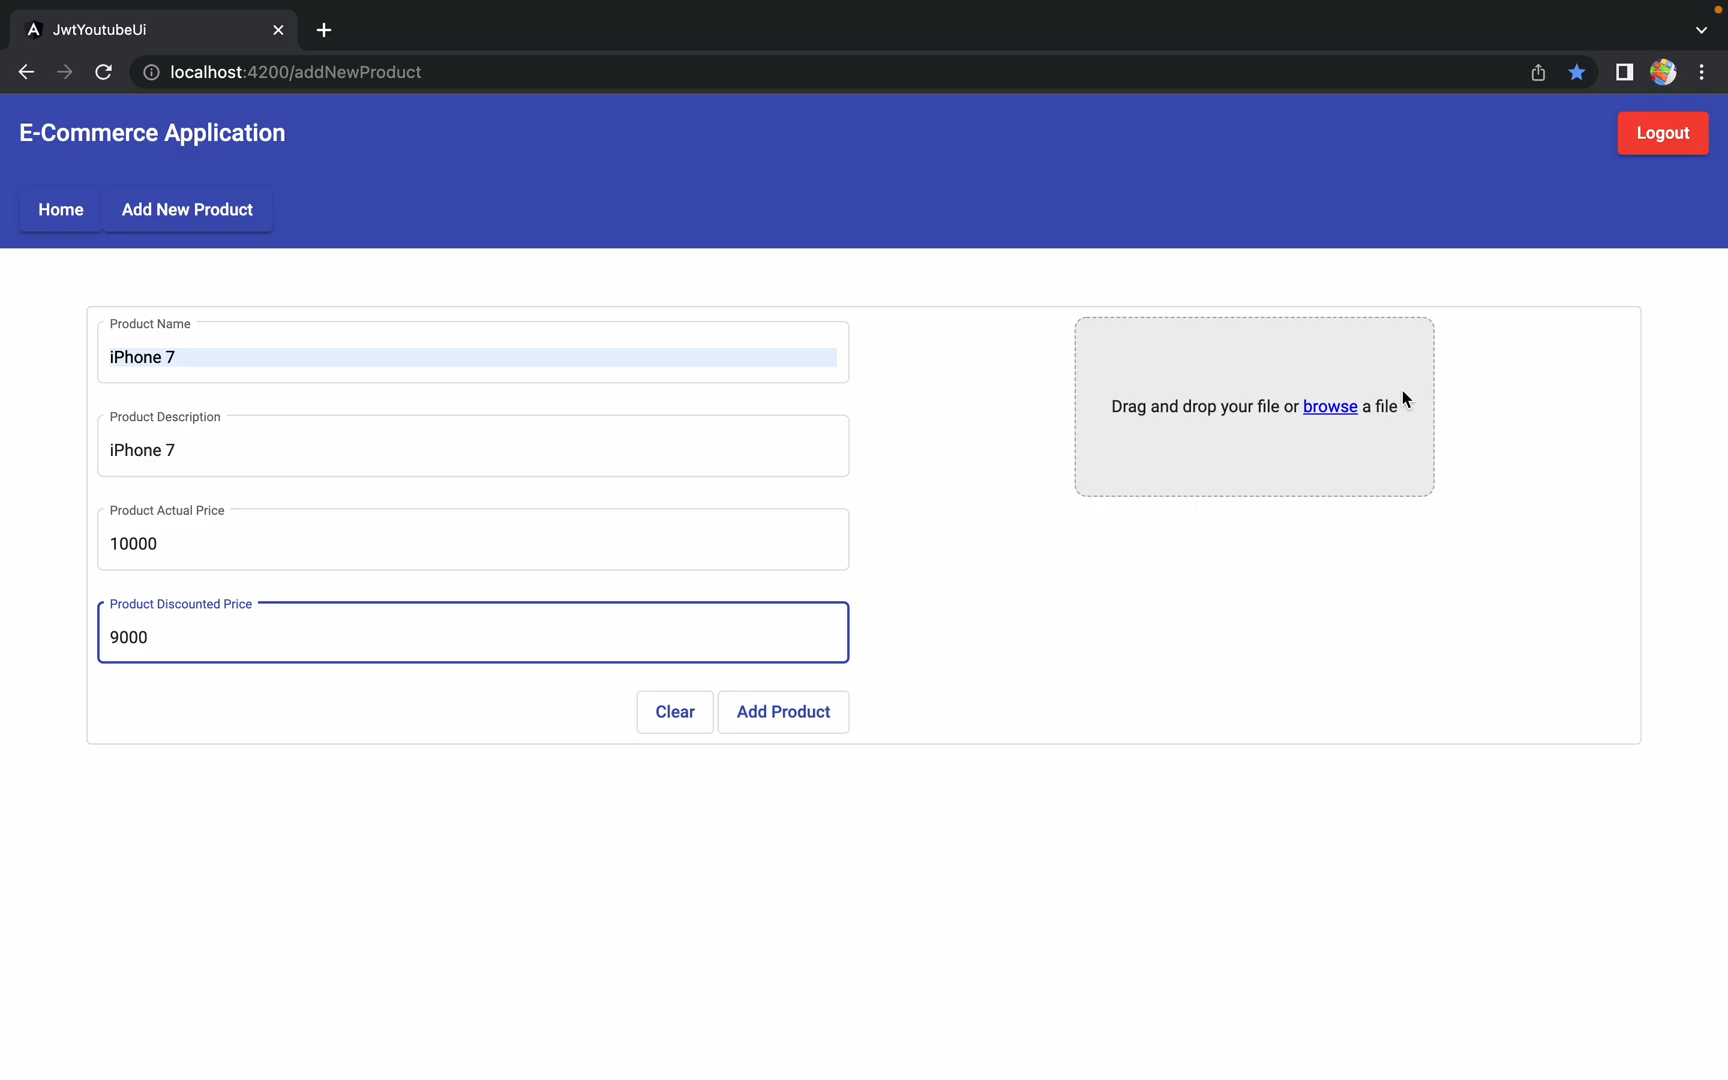 JwtYoutubeUi
localhost:4200/addNewProduct
E-Commerce Application
Logout
Home
Add New Product
Product Name
iPhone 7
Product Description
iPhone 7
Product Actual Price
10000
Product Discounted Price
9000
Clear
Add Product
Drag and drop your file or browse a file